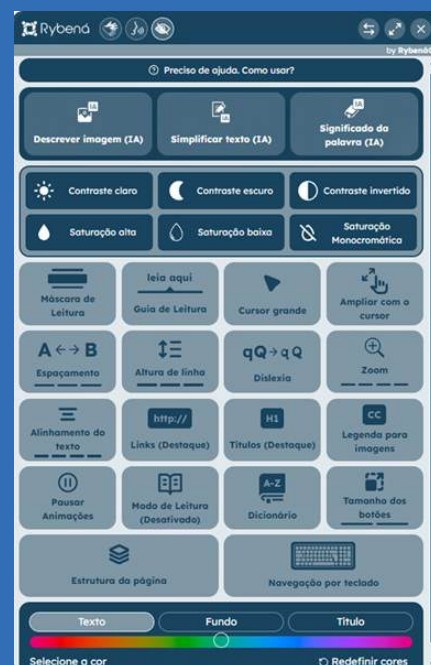 Rybená
by Rybená
Preciso de ajuda. Como usar?
IA
IA
IA
Descrever imagem (IA)
Simplificar texto (IA)
Significado da
palavra (IA)
Contraste claro
Contraste escuro
Contraste invertido
Saturação alta
Saturação baixa
Saturação
Monocromática
Máscara de
Leitura
leia aqui
Guia de Leitura
Cursor grande
Ampliar com o
cursor
A ↔ B
Espaçamento
Altura de linha
qQ→qQ
Dislexia
Zoom
Alinhamento do
texto
http://
Links (Destaque)
H1
Títulos (Destaque)
CC
Legenda para
imagens
Pausar
Animações
Modo de Leitura
(Desativado)
A-Z
Dicionário
Tamanho dos
botões
Estrutura da página
Navegação por teclado
Texto
Fundo
Título
Selecione a cor
Redefinir cores